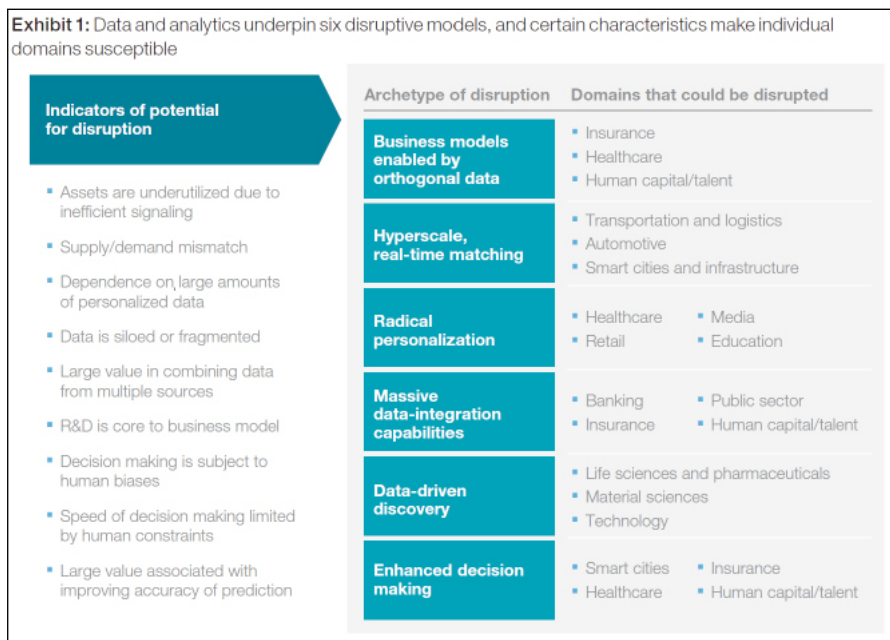 Exhibit 1: Data and analytics underpin six disruptive models, and certain characteristics make individual
domains susceptible
Indicators of potential
for disruption
Assets are underutilized due to
inefficient signaling
Supply/demand mismatch
Dependence on large amounts
of personalized data
Data is siloed or fragmented
Large value in combining data
from multiple sources
R&D is core to business model
Decision making is subject to
human biases
Speed of decision making limited
by human constraints
Large value associated with
improving accuracy of prediction
Archetype of disruption
Domains that could be disrupted
Business models
enabled by
orthogonal data
Insurance
Healthcare
Human capital/talent
Hyperscale,
real-time matching
Transportation and logistics
Automotive
Smart cities and infrastructure
Radical
personalization
Healthcare
Retail
Media
Education
Massive
data-integration
capabilities
Banking
Insurance
Public sector
Human capital/talent
Data-driven
discovery
Life sciences and pharmaceuticals
Material sciences
Technology
Enhanced decision
making
Smart cities
Healthcare
Insurance
Human capital/talent